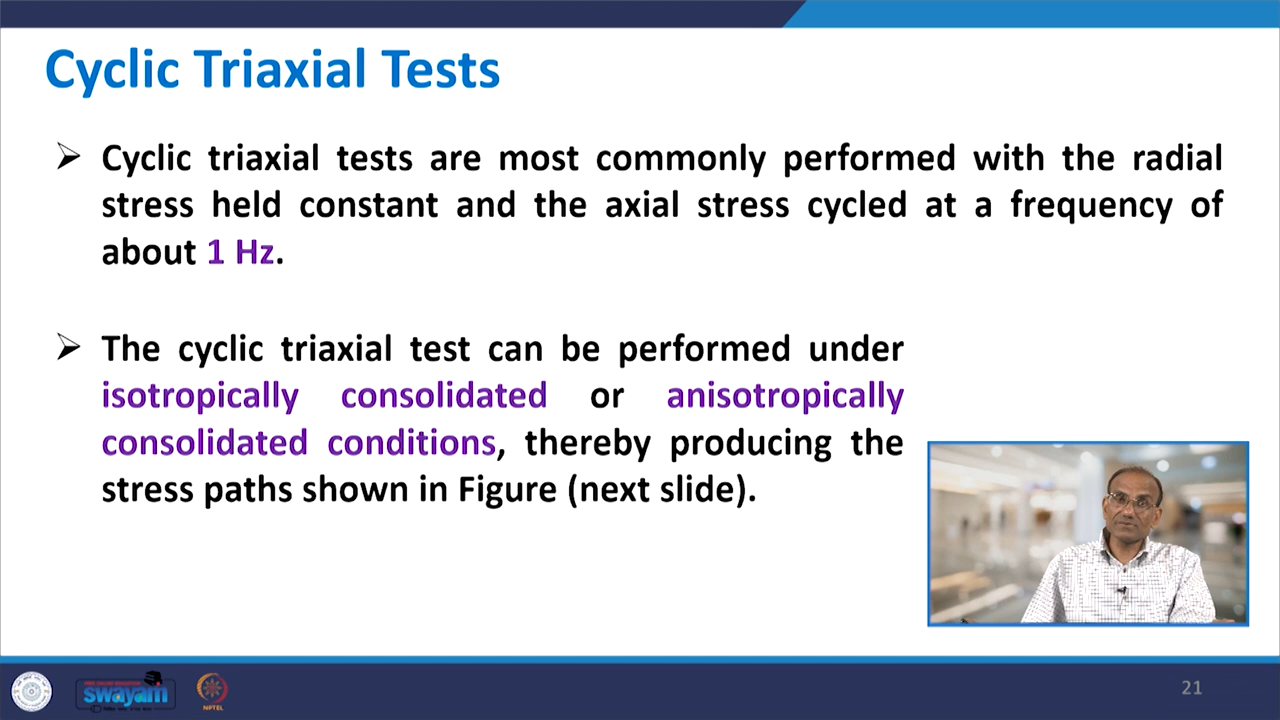 Cyclic Triaxial Tests
➢ Cyclic triaxial tests are most commonly performed with the radial
stress held constant and the axial stress cycled at a frequency of
about 1 Hz.
➢ The cyclic triaxial test can be performed under
isotropically consolidated or anisotropically
consolidated conditions, thereby producing the
stress paths shown in Figure (next slide).
swayam
NPTEL
21